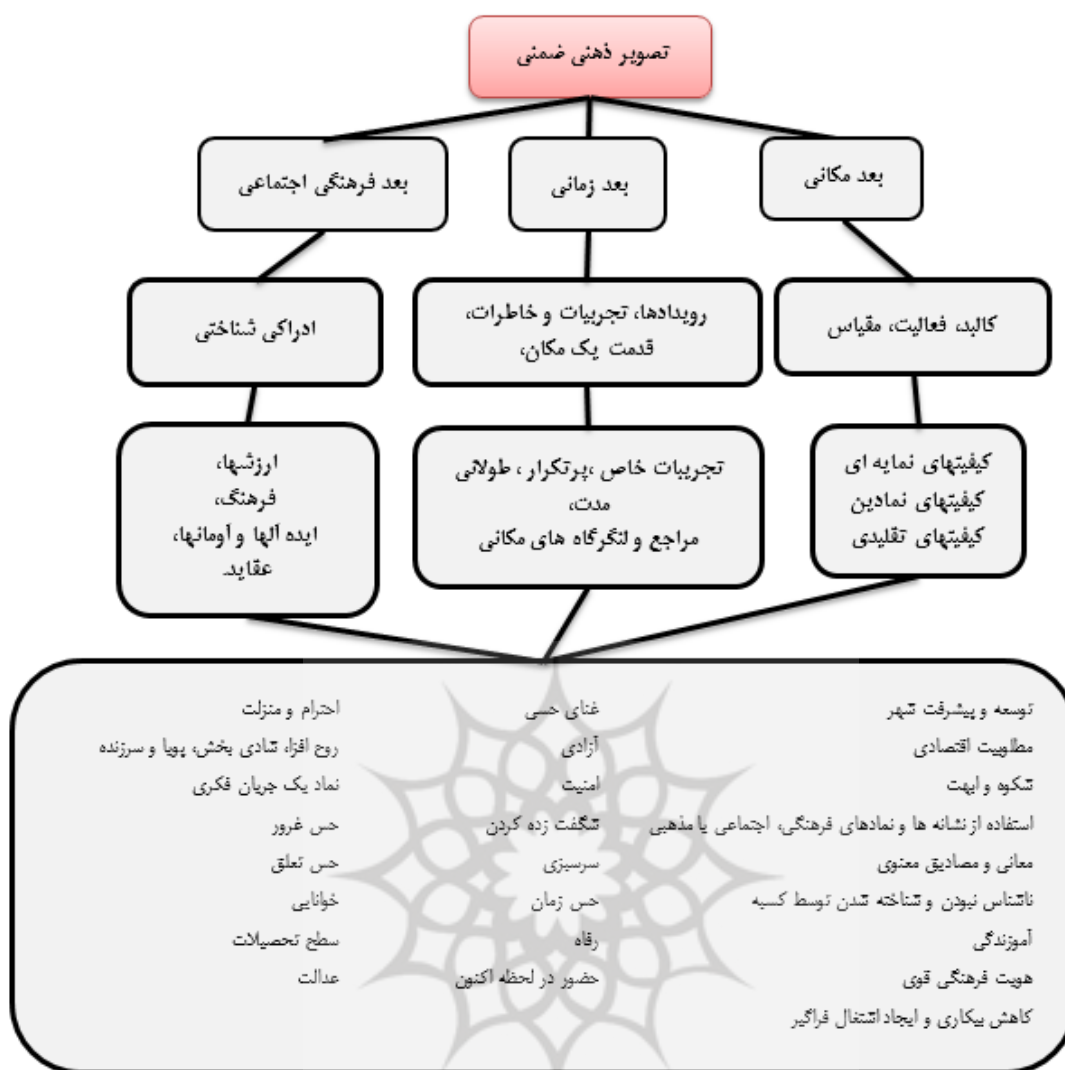 تصویر ذهنی ضمنی
بعد مکانی
بعد زمانی
بعد فرهنگی اجتماعی
کالبد، فعالیت، مقیاس
رویدادها، تجربیات و خاطرات،
قدمت یک مکان،
ادراکی شناختی
کیفیتهای نمایه ای
کیفیتهای نمادین
کیفیتهای تقلیدی
تجربیات خاص ،پرتکرار ، طولانی
مدت،
مراجع و لنگرگاه های مکانی
ارزشها،
فرهنگ،
ایده آلها و آومانها،
عقاید.
توسعه و پیشرفت شهر
مطلوبیت اقتصادی
شکوه و ابهت
استفاده از نشانه ها و نمادهای فرهنگی، اجتماعی یا مذهبی
معانی و مصادیق معنوی
ناشناس نبودن و شناخته شدن توسط کسبه
آموزندگی
هویت فرهنگی قوی
کاهش بیکاری و ایجاد اشتغال فراگیر
غنای حسی
آزادی
امنیت
شگفت زده کردن
سرسبزی
حس زمان
رفاه
حضور در لحظه اکنون
احترام و منزلت
روح افزا، شادی بخش، پویا و سرزنده
نماد یک جریان فکری
حس غرور
حس تعلق
خوانایی
سطح تحصیلات
عدالت